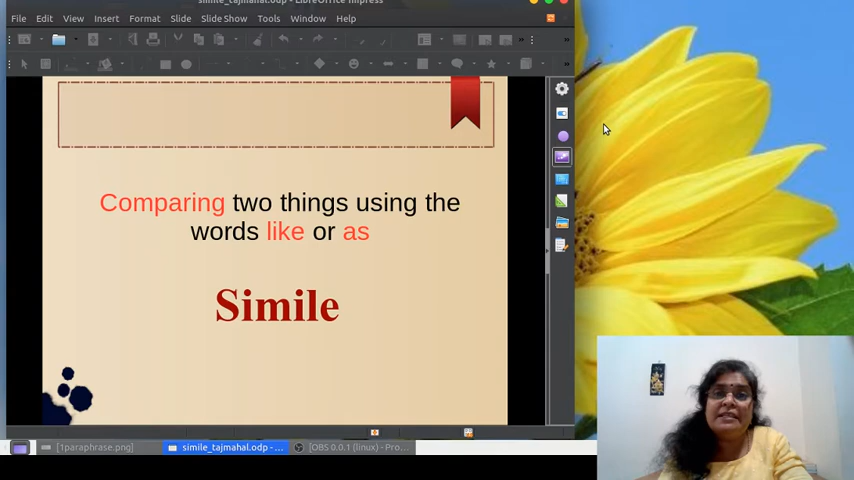 simile_tajmahal.odp - LibreOffice Impress
File Edit View Insert Format Slide Slide Show Tools Window Help
Comparing two things using the
words like or as
Simile
[1paraphrase.png]
simile_tajmahal.odp - ...
[OBS 0.0.1 (linux) - Pro...